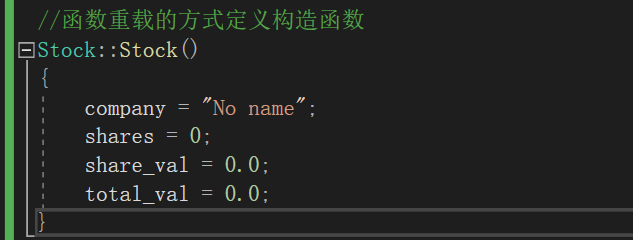 //函数重载的方式定义构造函数
Stock::Stock()
{
company = "No name";
shares = 0;
share_val = 0.0;
total_val = 0.0;
}